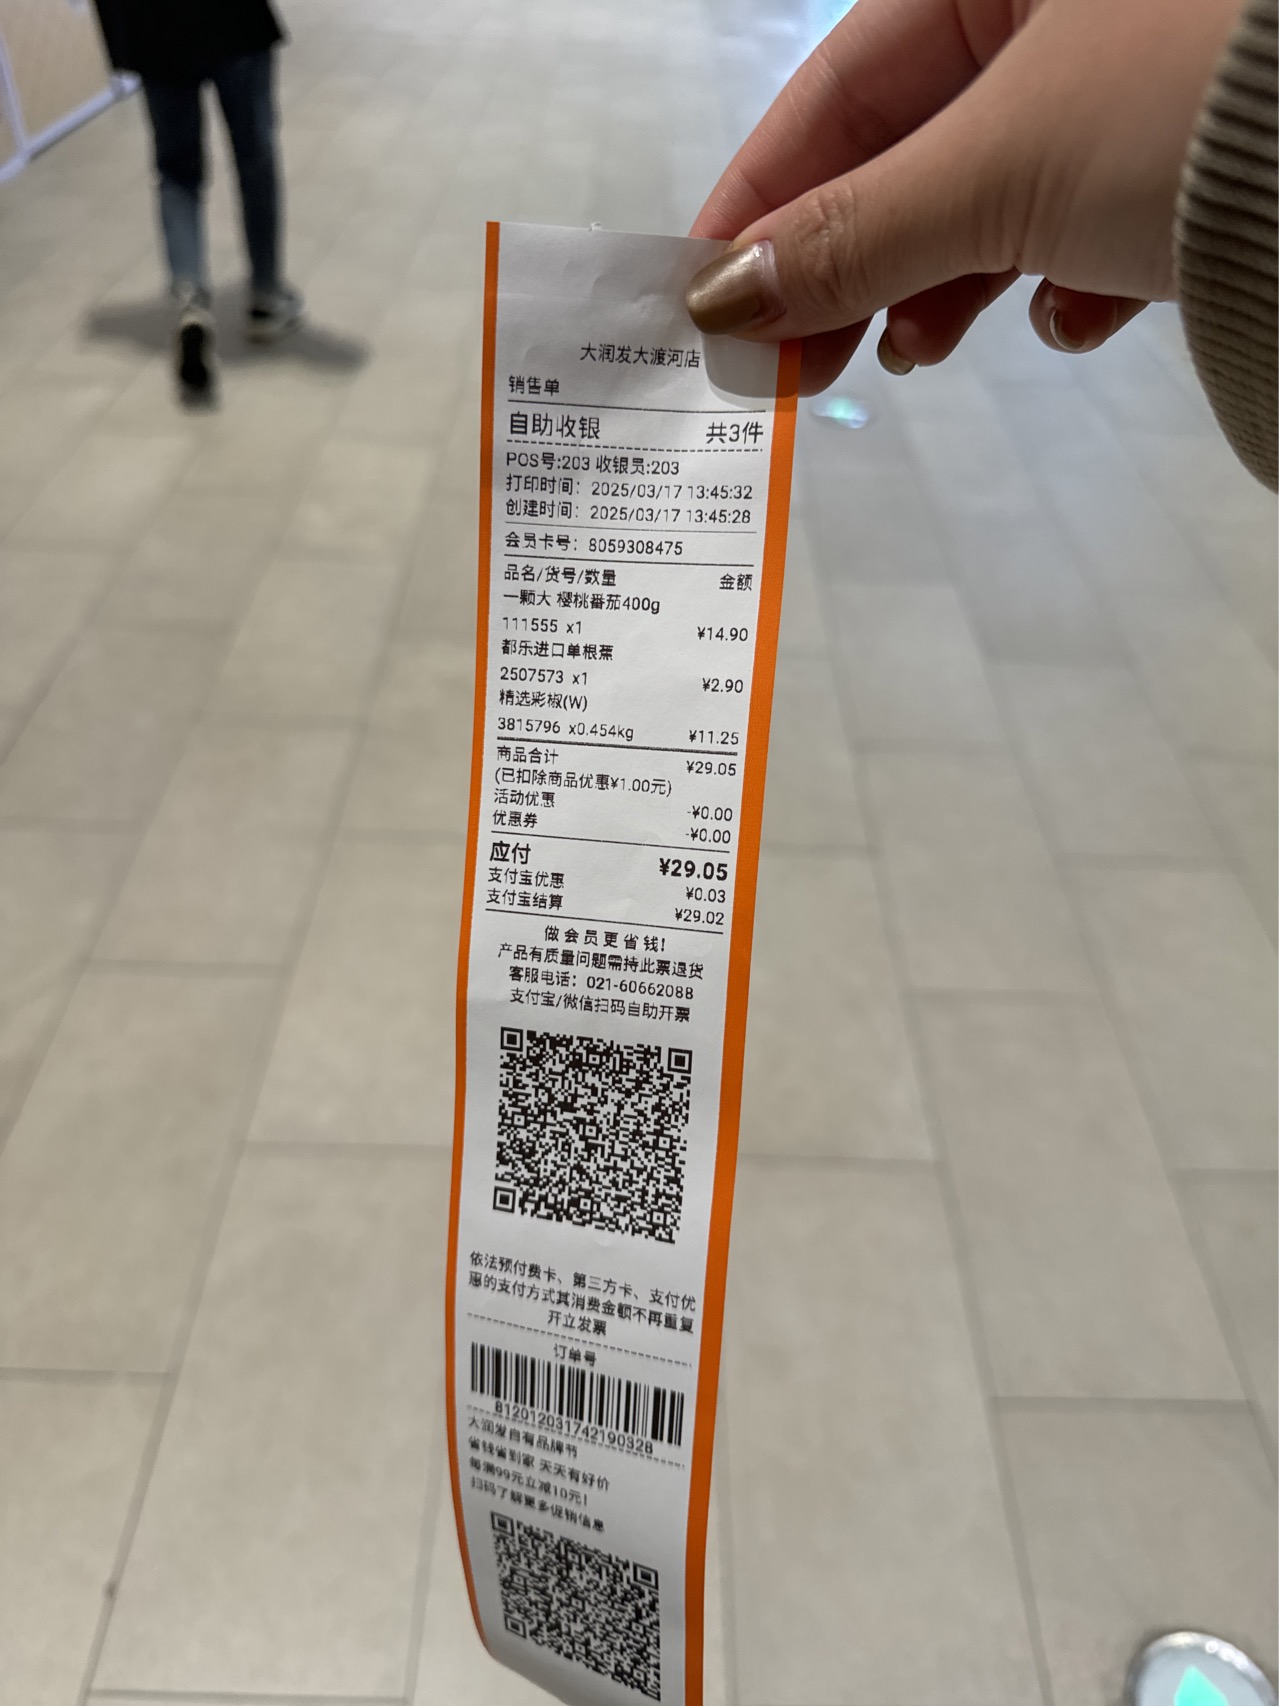 大润发大渡河店
销售单
自助收银 共3件
POS号:203 收银员:203
打印时间：2025/03/17 13:45:32
创建时间：2025/03/17 13:45:28
会员卡号：8059308475
品名/货号/数量 金额
一颗大 樱桃番茄400g
111555 x1 ¥14.90
都乐进口单根蕉
2507573 x1 ¥2.90
精选彩椒(W)
3815796 x0.454kg ¥11.25
商品合计 ¥29.05
(已扣除商品优惠¥1.00元)
活动优惠 -¥0.00
优惠券 -¥0.00
应付 ¥29.05
支付宝优惠 ¥0.03
支付宝结算 ¥29.02
做会员更省钱!
产品有质量问题需持此票退货
客服电话：021-60662088
支付宝/微信扫码自助开票
依法预付费卡、第三方卡、支付优
惠的支付方式其消费金额不再重复
开立发票
订单号
812012031742190328
大润发自有品牌节
省钱省到家 天天有好价
每满99元立减10元!
扫码了解更多促销信息